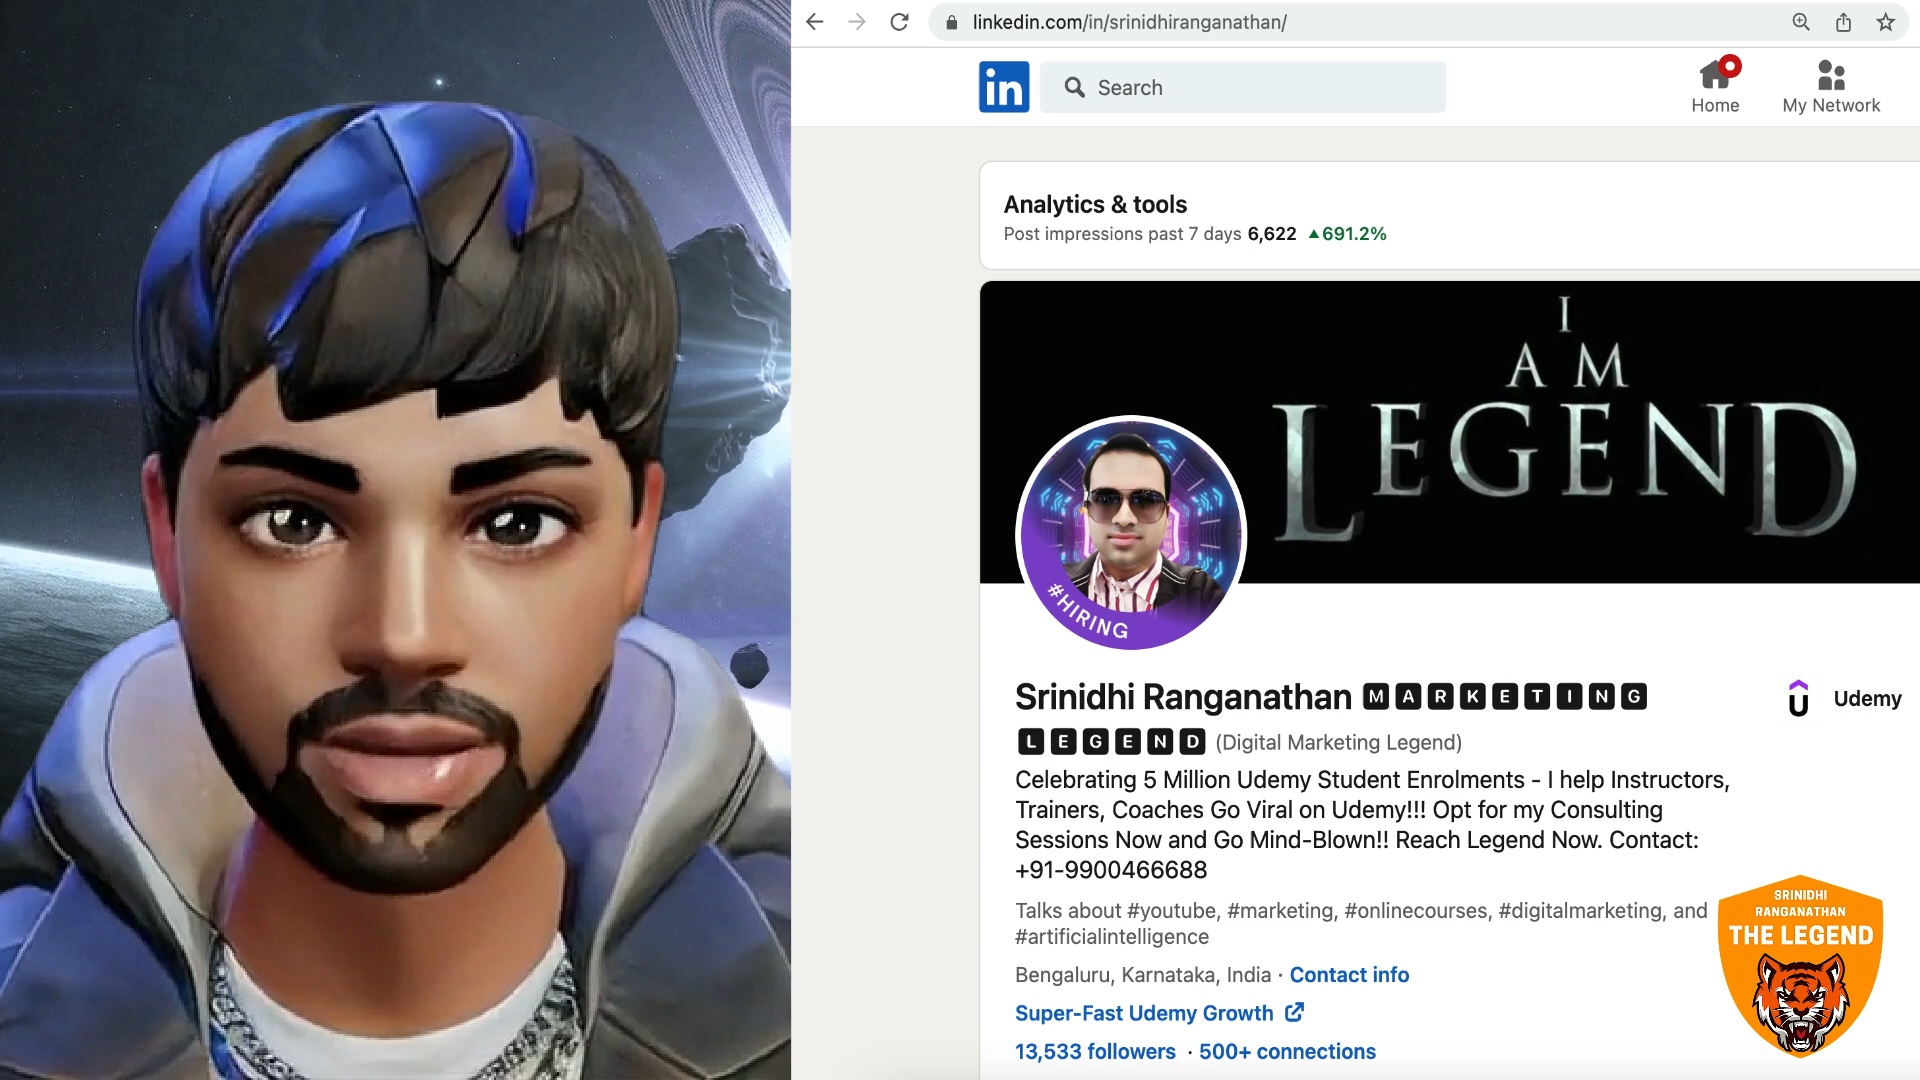 linkedin.com/in/srinidhiranganathan/
in
Search
Home
My Network
Analytics & tools
Post impressions past 7 days 6,622 ▲691.2%
I
AM
LEGEND
#HIRING
Srinidhi Ranganathan 🅼🅰🆁🅺🅴🆃🅸🅽🅶
🅻🅴🅶🅴🅽🅳 (Digital Marketing Legend)
Udemy
Celebrating 5 Million Udemy Student Enrolments - I help Instructors,
Trainers, Coaches Go Viral on Udemy!!! Opt for my Consulting
Sessions Now and Go Mind-Blown!! Reach Legend Now. Contact:
+91-9900466688
Talks about #youtube, #marketing, #onlinecourses, #digitalmarketing, and
#artificialintelligence
Bengaluru, Karnataka, India · Contact info
Super-Fast Udemy Growth
13,533 followers · 500+ connections
SRINIDHI
RANGANATHAN
THE LEGEND